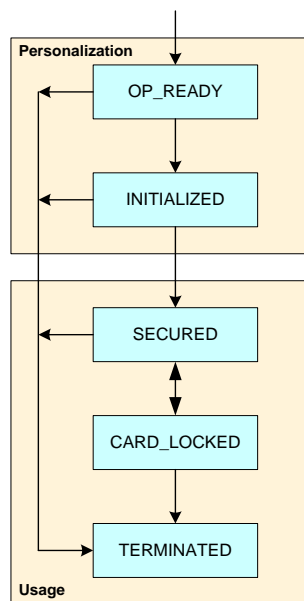 Personalization
OP_READY
INITIALIZED
SECURED
CARD_LOCKED
TERMINATED
Usage